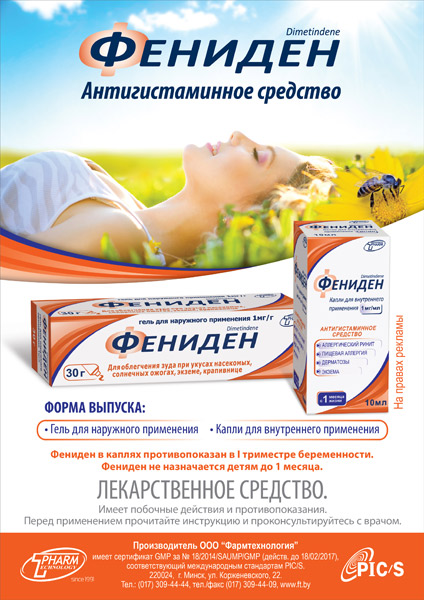 Dimetindene
ФЕНИДЕН
Антигистаминное средство
10мл
Dimetindene
ФЕНИДЕН
Капли для внутреннего
применения 1мг/мл
АНТИГИСТАМИННОЕ
СРЕДСТВО
АЛЛЕРГИЧЕСКИЙ РИНИТ
ПИЩЕВАЯ АЛЛЕРГИЯ
ДЕРМАТОЗЫ
ЭКЗЕМА
10мл
На правах рекламы
гель для наружного применения 1мг/г
Dimetindene
ФЕНИДЕН
30 г
Для облегчения зуда при укусах насекомых,
солнечных ожогах, экземе, крапивнице
ФОРМА ВЫПУСКА:
• Гель для наружного применения • Капли для внутреннего применения
Фениден в каплях противопоказан в I триместре беременности.
Фениден не назначается детям до 1 месяца.
ЛЕКАРСТВЕННОЕ СРЕДСТВО.
Имеет побочные действия и противопоказания.
Перед применением прочитайте инструкцию и проконсультируйтесь с врачом.
PHARM
TECHNOLOGY
Производитель ООО "Фармтехнология"
имеет сертификат GMP за № 18/2014/SAUMP/GMP (действ. до 18/02/2017),
соответствующий международным стандартам PIC/S.
220024, г. Минск, ул. Корженевского, 22.
Тел.: (017) 309-44-44, тел./факс (017) 309-44-09, www.ft.by
PIC/S